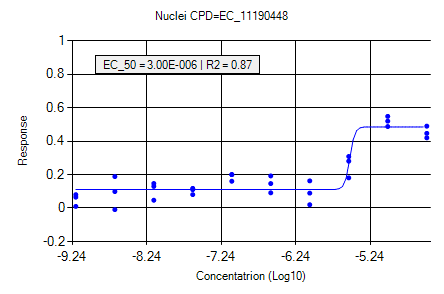 Nuclei CPD=EC_11190448
EC_50 = 3.00E-006 | R2 = 0.87
1
0.8
0.6
0.4
0.2
0
-0.2
Response
-9.24 -8.24 -7.24 -6.24 -5.24
Concentatrion (Log10)